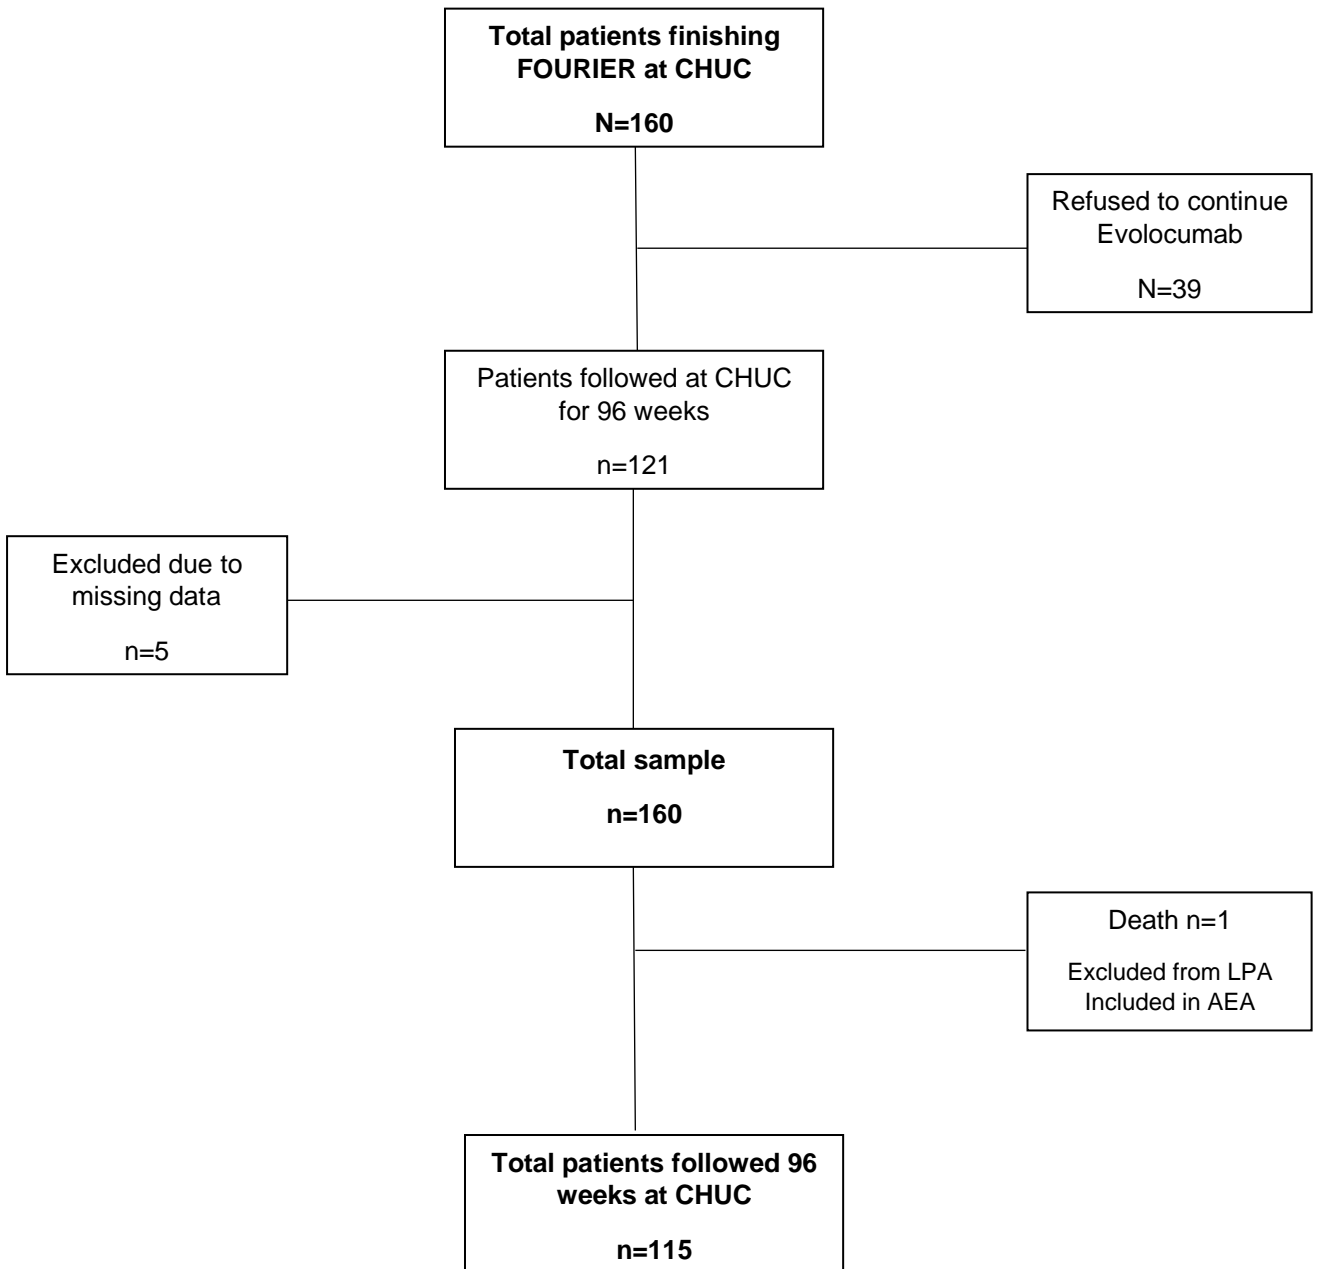 Total patients finishing
FOURIER at CHUC
N=160
Refused to continue
Evolocumab
N=39
Patients followed at CHUC
for 96 weeks
n=121
Excluded due to
missing data
n=5
Total sample
n=160
Death n=1
Excluded from LPA
Included in AEA
Total patients followed 96
weeks at CHUC
n=115